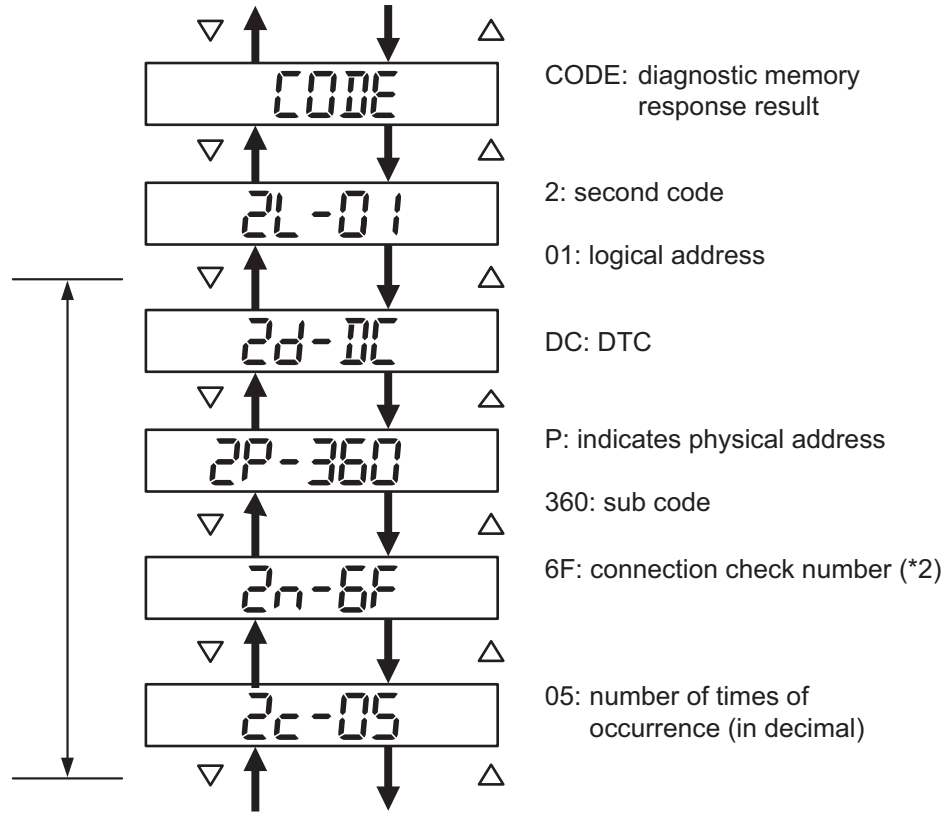 CODE
CODE: diagnostic memory
response result
2L-01
2: second code
01: logical address
2d-DC
DC: DTC
2P-360
P: indicates physical address
360: sub code
2n-6F
6F: connection check number (*2)
2c-05
05: number of times of
occurrence (in decimal)